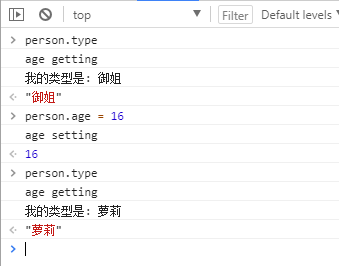 top Filter Default levels
> person.type
age getting
我的类型是: 御姐
< "御姐"
> person.age = 16
age setting
< 16
> person.type
age getting
我的类型是: 萝莉
< "萝莉"
>